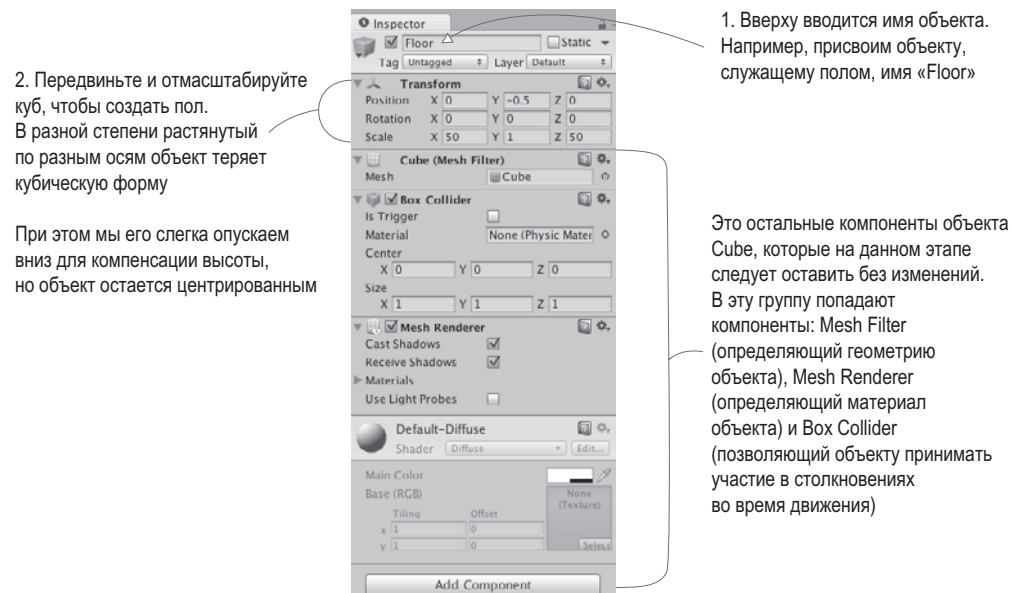 1. Вверху вводится имя объекта.
Например, присвоим объекту,
служащему полом, имя «Floor»
2. Передвиньте и отмасштабируйте
куб, чтобы создать пол.
В разной степени растянутый
по разным осям объект теряет
кубическую форму
При этом мы его слегка опускаем
вниз для компенсации высоты,
но объект остается центрированным
Inspector
Floor Static
Tag Untagged Layer Default
Transform
Position X 0 Y -0.5 Z 0
Rotation X 0 Y 0 Z 0
Scale X 50 Y 1 Z 50
Cube (Mesh Filter)
Mesh Cube
Box Collider
Is Trigger
Material None (Physic Mater
Center
X 0 Y 0 Z 0
Size
X 1 Y 1 Z 1
Mesh Renderer
Cast Shadows
Receive Shadows
Materials
Use Light Probes
Default-Diffuse
Shader Diffuse Edit...
Main Color
Base (RGB)
None
(Texture)
Tiling Offset
x 1 0
y 1 0
Select
Add Component
Это остальные компоненты объекта
Cube, которые на данном этапе
следует оставить без изменений.
В эту группу попадают
компоненты: Mesh Filter
(определяющий геометрию
объекта), Mesh Renderer
(определяющий материал
объекта) и Box Collider
(позволяющий объекту принимать
участие в столкновениях
во время движения)